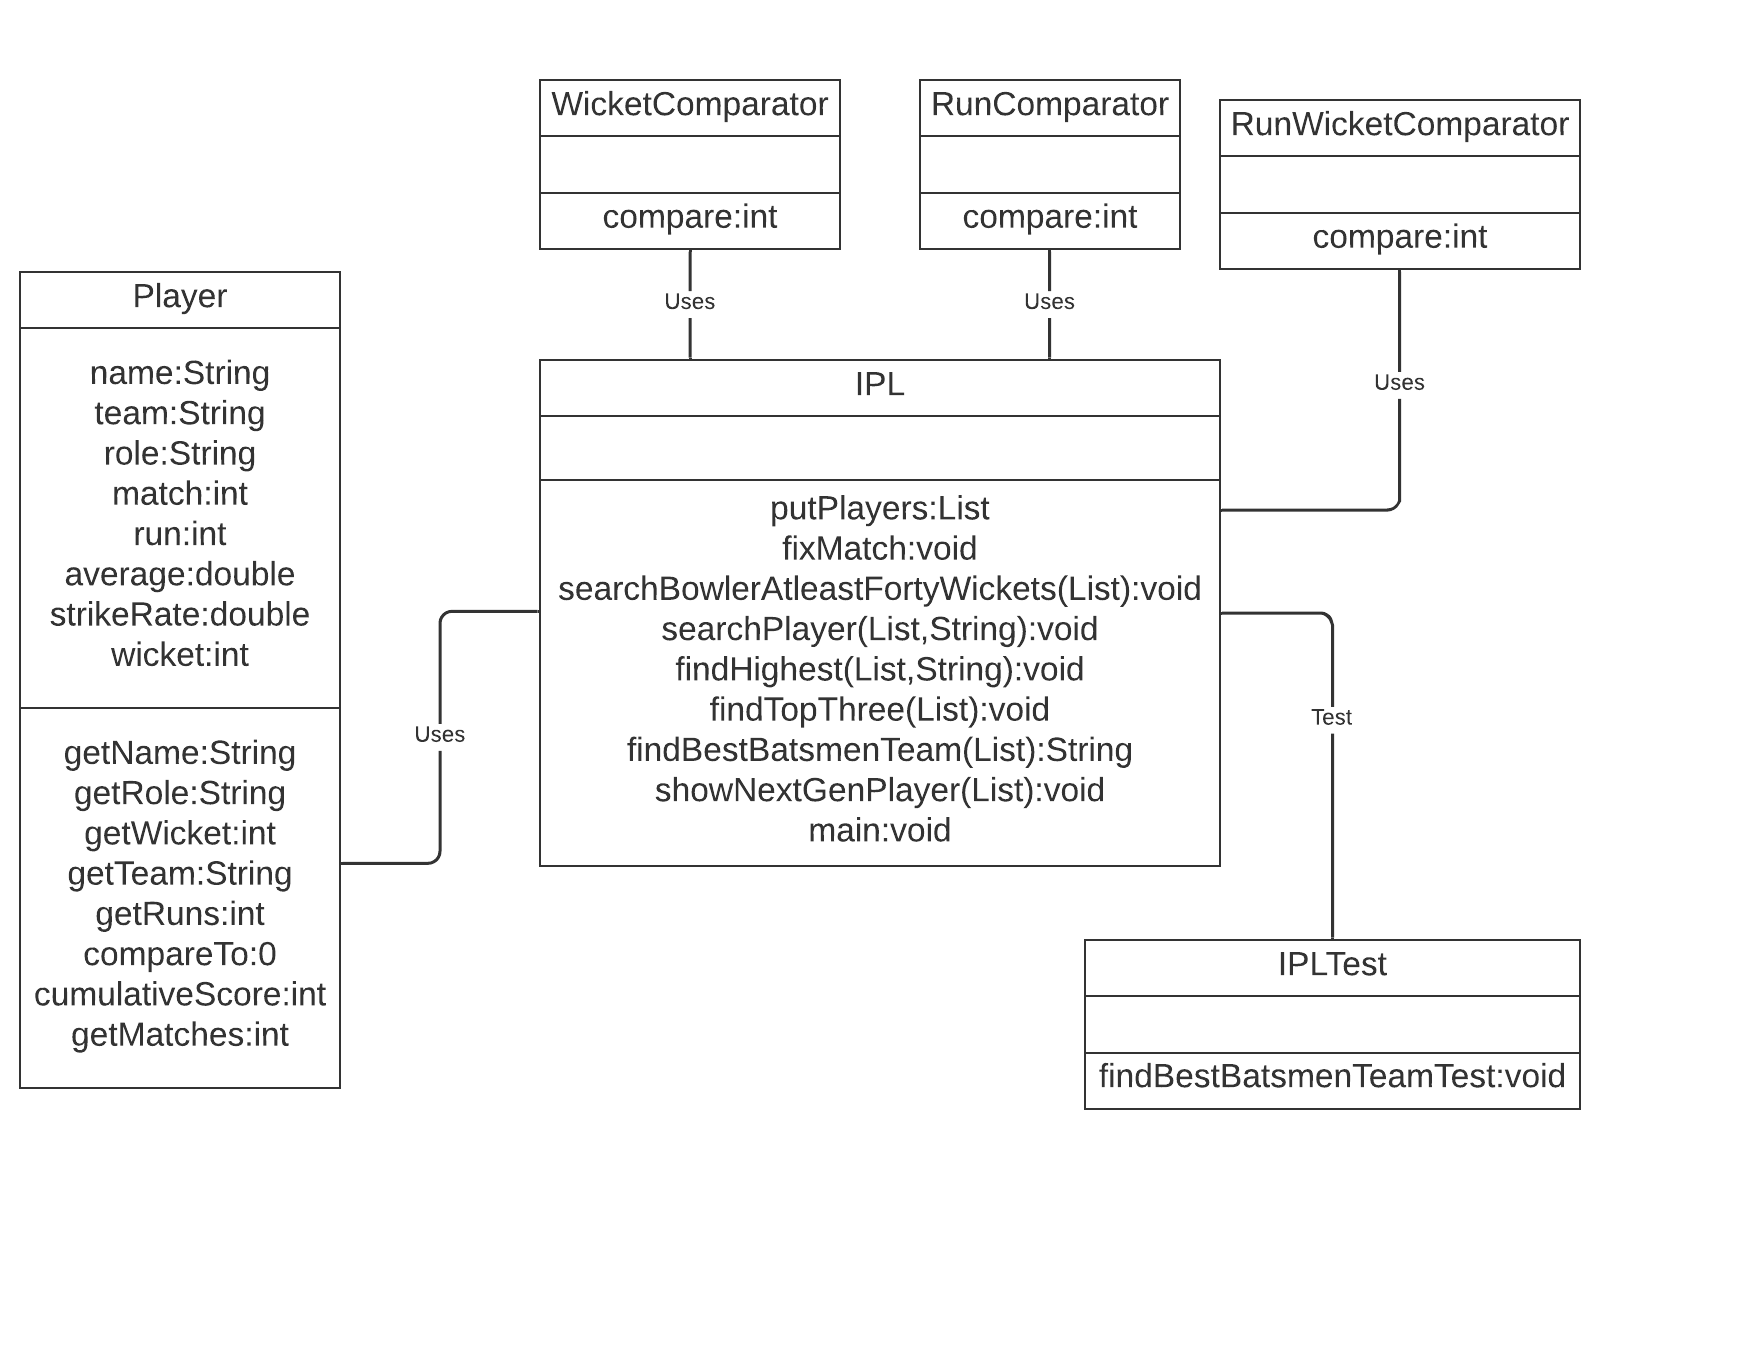 WicketComparator
compare:int
RunComparator
compare:int
RunWicketComparator
compare:int
Uses
Uses
Uses
Player
name:String
team:String
role:String
match:int
run:int
average:double
strikeRate:double
wicket:int
getName:String
getRole:String
getWicket:int
getTeam:String
getRuns:int
compareTo:0
cumulativeScore:int
getMatches:int
Uses
IPL
putPlayers:List
fixMatch:void
searchBowlerAtleastFortyWickets(List):void
searchPlayer(List,String):void
findHighest(List,String):void
findTopThree(List):void
findBestBatsmenTeam(List):String
showNextGenPlayer(List):void
main:void
Test
IPLTest
findBestBatsmenTeamTest:void